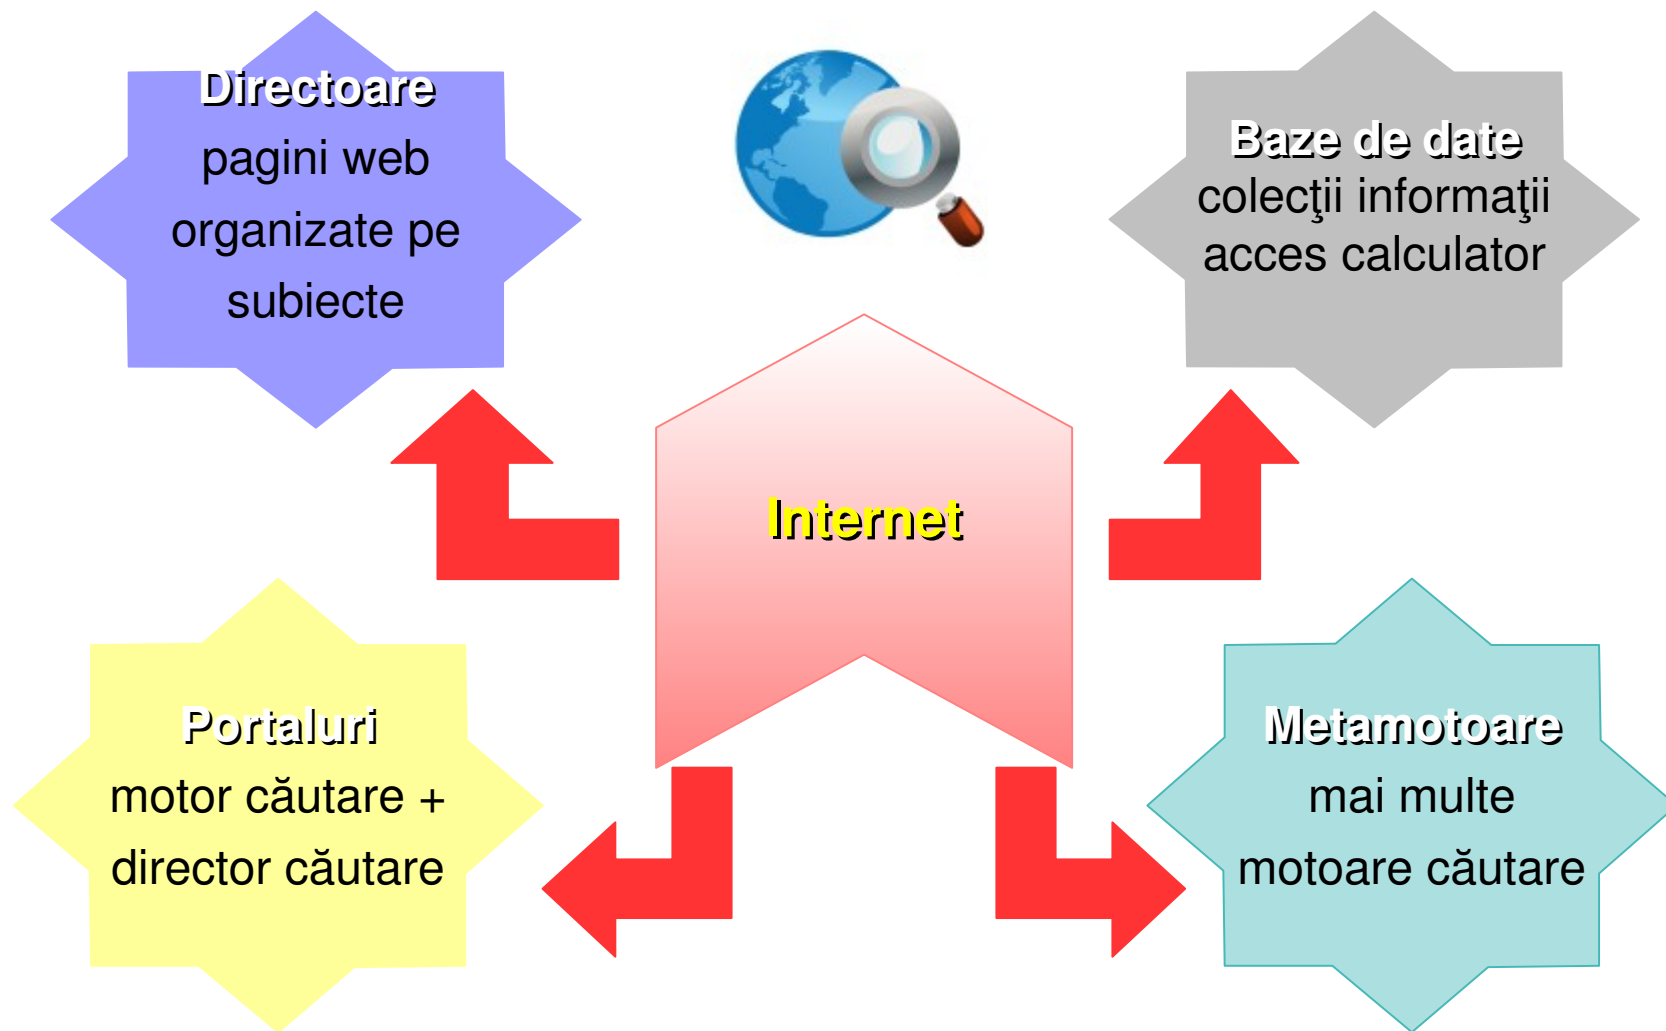 Directoare
pagini web
organizate pe
subiecte
Baze de date
colecţii informaţii
acces calculator
Internet
Portaluri
motor căutare +
director căutare
Metamotoare
mai multe
motoare căutare